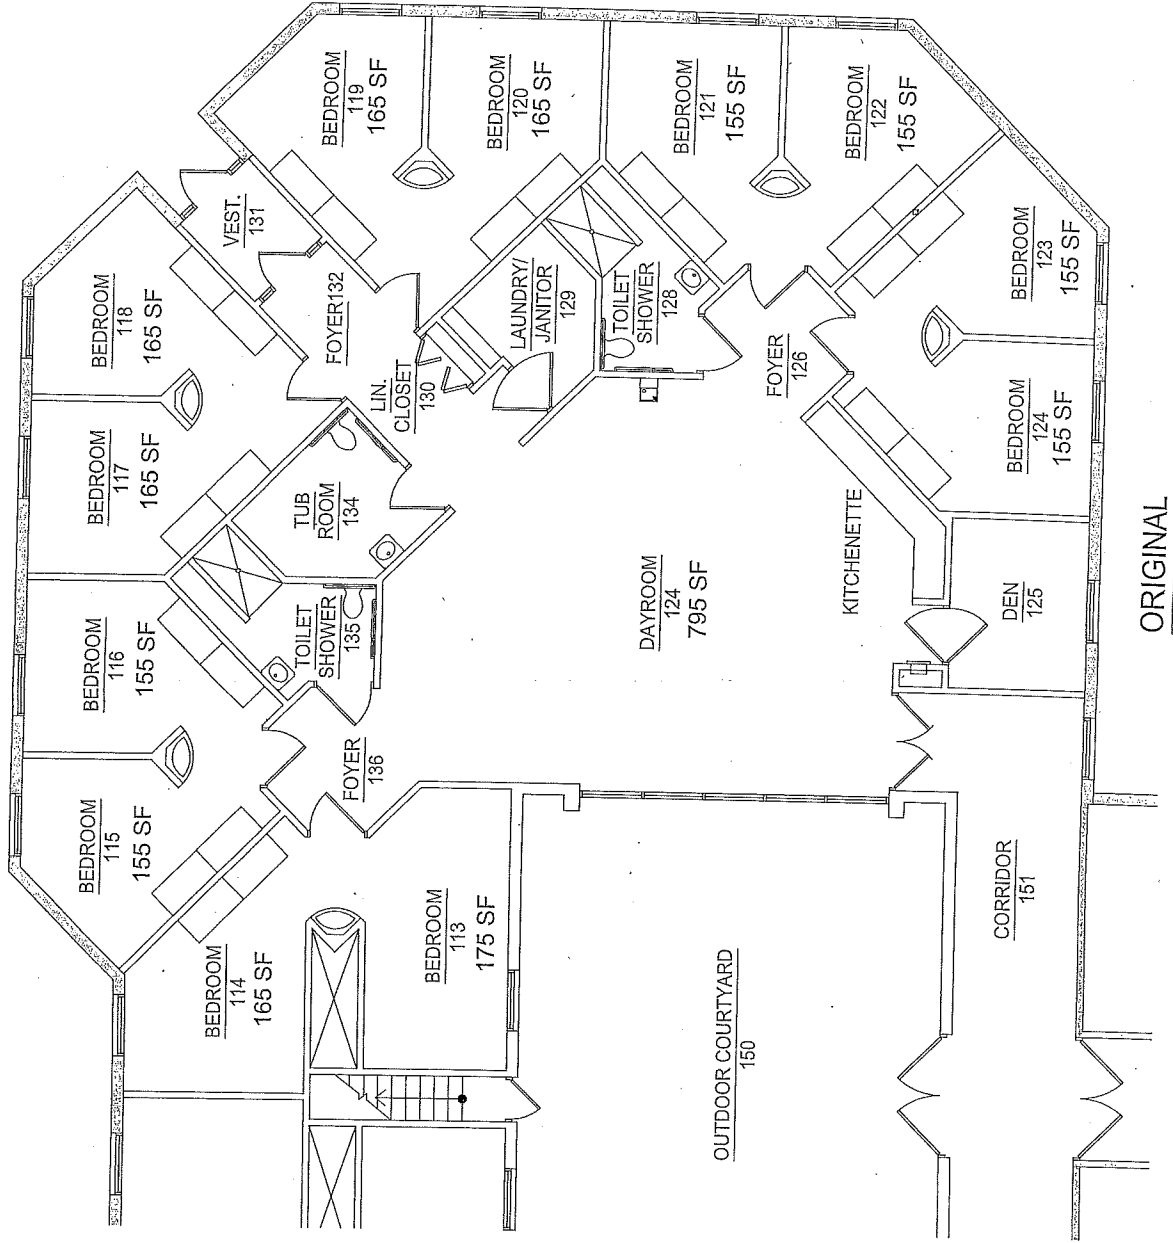 BEDROOM
119
165 SF
BEDROOM
120
165 SF
BEDROOM
121
155 SF
BEDROOM
122
155 SF
VEST.
131
BEDROOM
118
165 SF
FOYER132
LAUNDRY/
JANITOR
129
TOILET
SHOWER
128
BEDROOM
123
155 SF
LIN.
CLOSET
130
FOYER
126
BEDROOM
117
165 SF
TUB
ROOM
134
BEDROOM
124
155 SF
KITCHENETTE
BEDROOM
116
155 SF
TOILET
SHOWER
135
DAYROOM
124
795 SF
DEN
125
ORIGINAL
FOYER
136
BEDROOM
115
155 SF
BEDROOM
114
165 SF
BEDROOM
113
175 SF
OUTDOOR COURTYARD
150
CORRIDOR
151